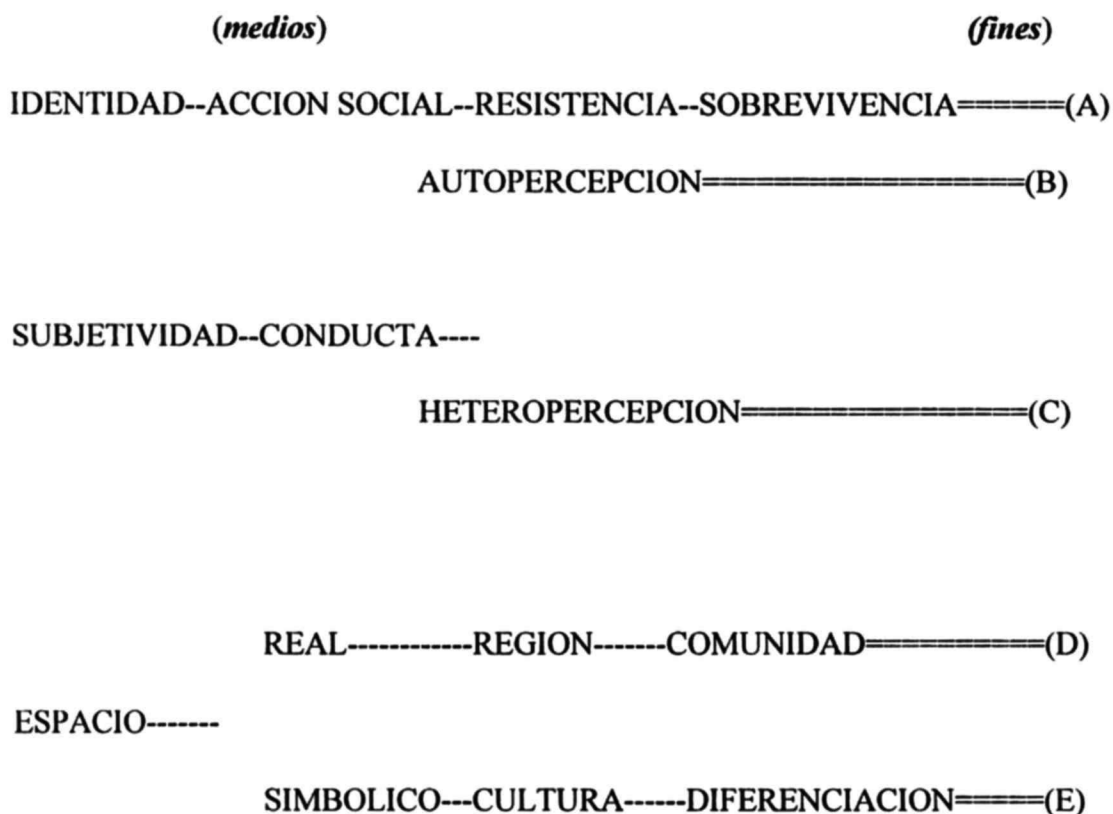 (medios) (fines)
IDENTIDAD--ACCION SOCIAL--RESISTENCIA--SOBREVIVENCIA======(A)
AUTOPERCEPCION==================(B)
SUBJETIVIDAD--CONDUCTA----
HETEROPERCEPCION================(C)
REAL-----------REGION-------COMUNIDAD==========(D)
ESPACIO-------
SIMBOLICO---CULTURA------DIFERENCIACION=====(E)